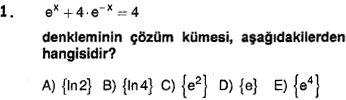 1. eˣ + 4·e⁻ˣ = 4
denkleminin çözüm kümesi, aşağıdakilerden
hangisidir?
A) {ln2} B) {ln4} C) {e²} D) {e} E) {e⁴}